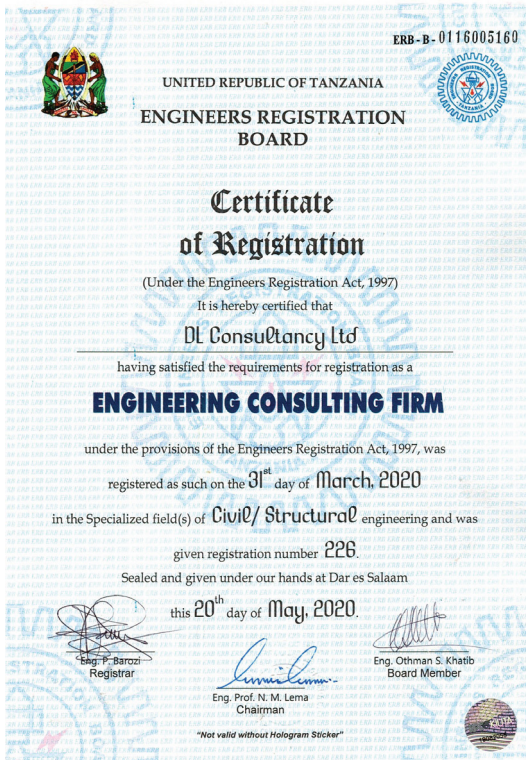 ERB - B - 0116005160
UNITED REPUBLIC OF TANZANIA
ENGINEERS REGISTRATION
BOARD
Certificate
of Registration
(Under the Engineers Registration Act, 1997)
It is hereby certified that
DL Consultancy Ltd
having satisfied the requirements for registration as a
ENGINEERING CONSULTING FIRM
under the provisions of the Engineers Registration Act, 1997, was
registered as such on the 31st day of March, 2020
in the Specialized field(s) of Civil/ Structural engineering and was
given registration number 226.
Sealed and given under our hands at Dar es Salaam
this 20th day of May, 2020.
Eng. P. Barozi
Registrar
Eng. Othman S. Khatib
Board Member
Eng. Prof. N. M. Lema
Chairman
"Not valid without Hologram Sticker"